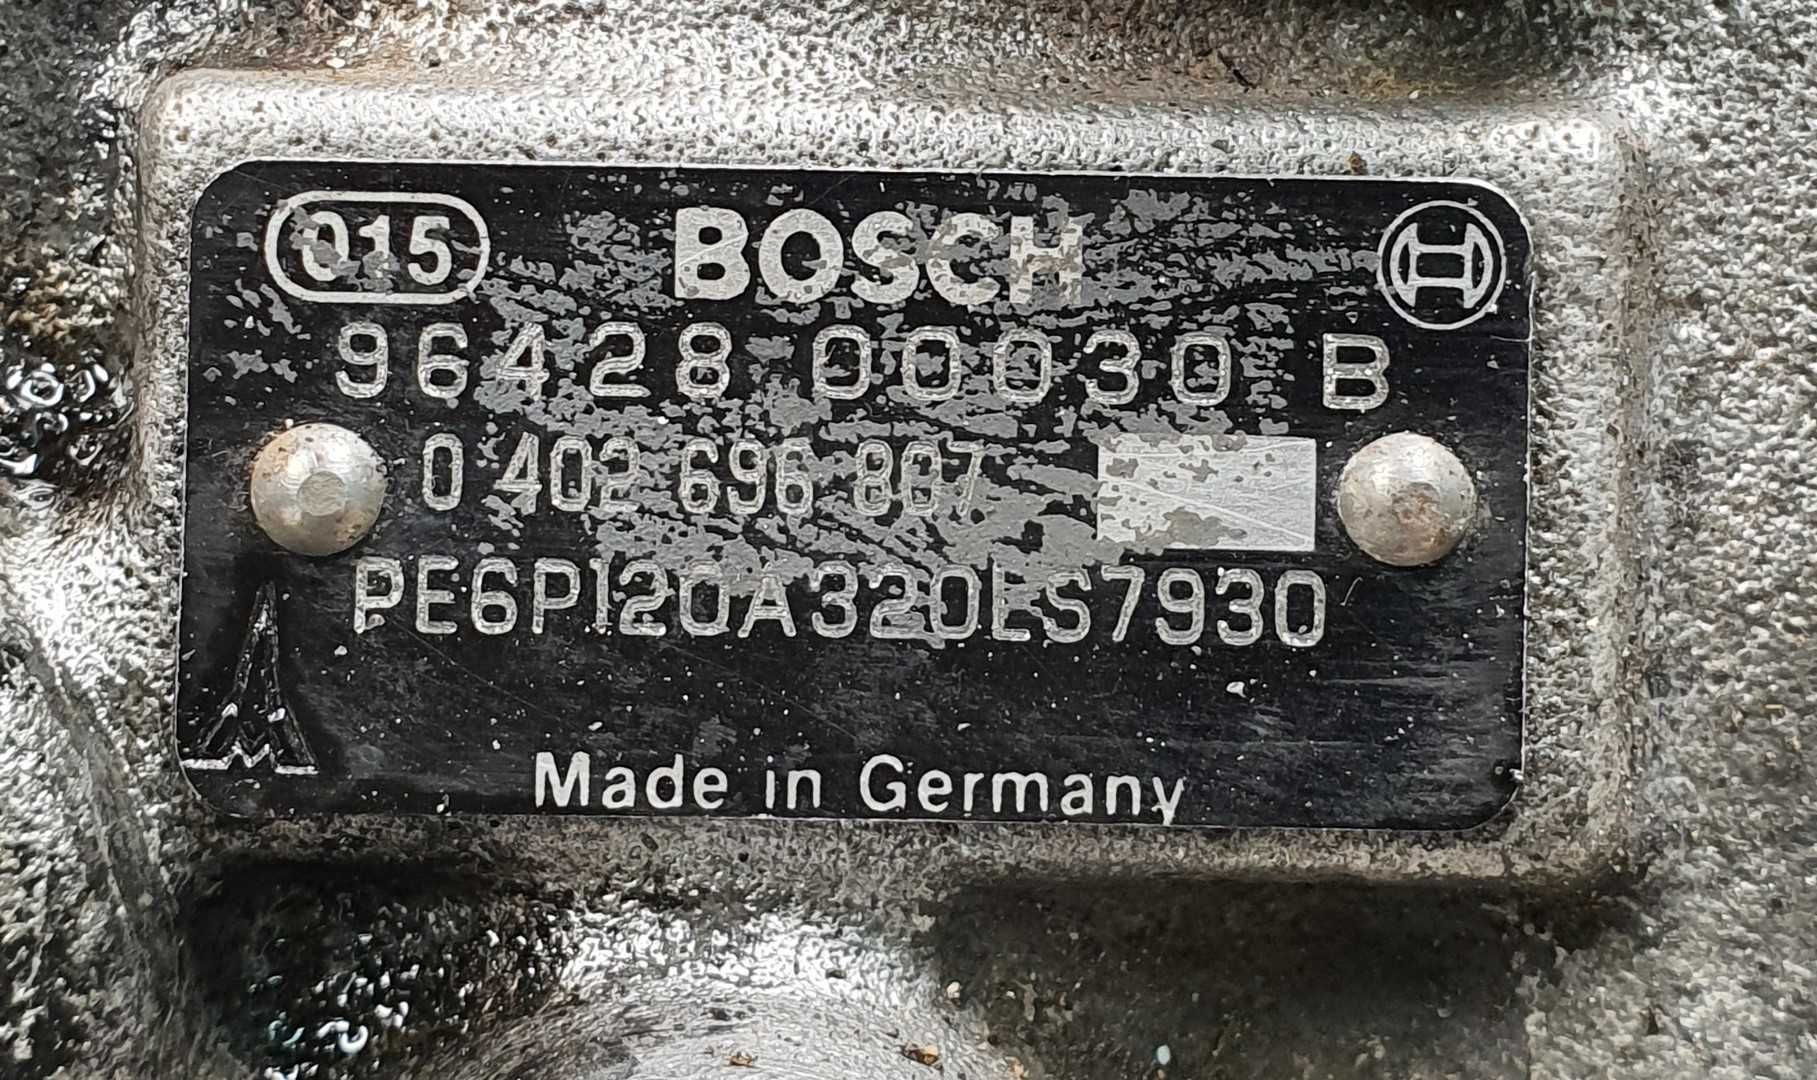 015 BOSCH
96428 00030 B
0 402 696 807
PE6P120A320LS7930
M
Made in Germany